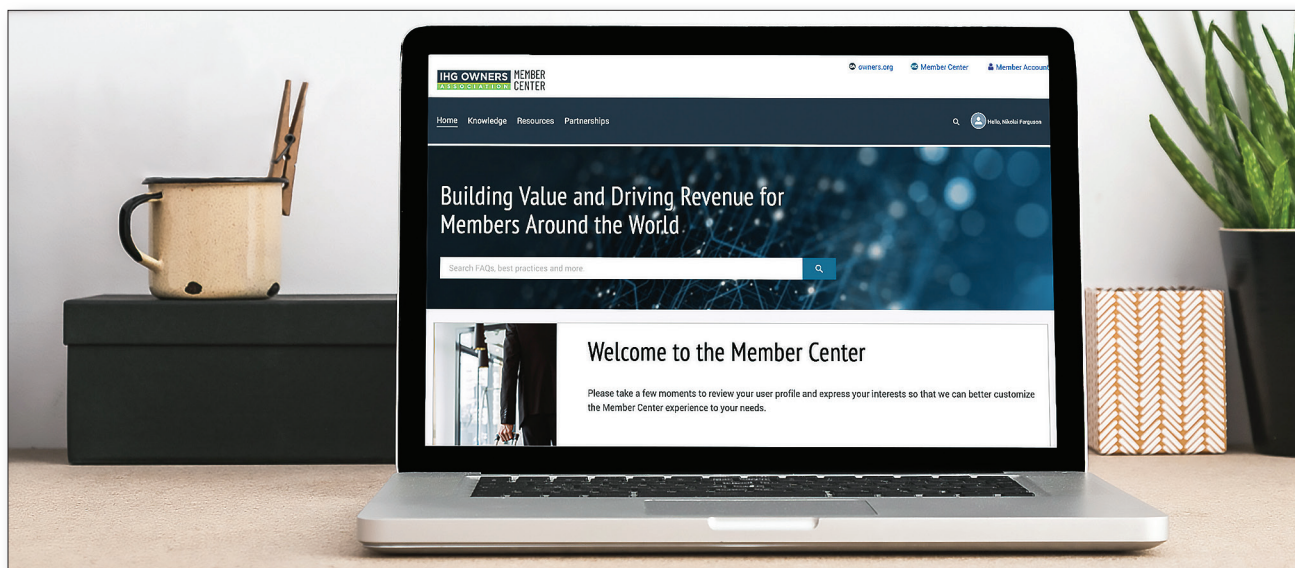 IHG OWNERS MEMBER
ASSOCIATION CENTER
owners.org Member Center Member Account
Home Knowledge Resources Partnerships Hello, Nikolai Ferguson
Building Value and Driving Revenue for
Members Around the World
Search FAQs, best practices and more
Welcome to the Member Center
Please take a few moments to review your user profile and express your interests so that we can better customize
the Member Center experience to your needs.